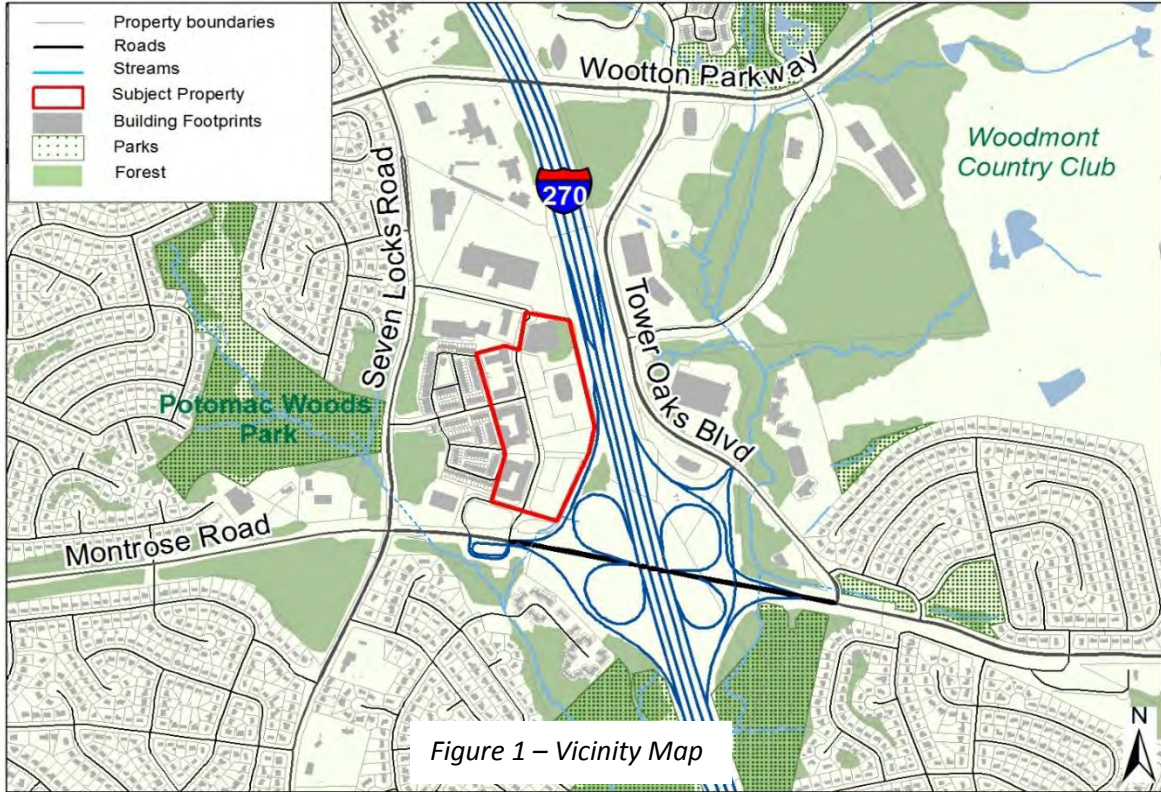 Property boundaries
Roads
Streams
Subject Property
Building Footprints
Parks
Forest
Wootton Parkway
Woodmont
Country Club
270
Seven Locks Road
Tower Oaks Blvd
Potomac Woods
Park
Montrose Road
N
Figure 1 – Vicinity Map